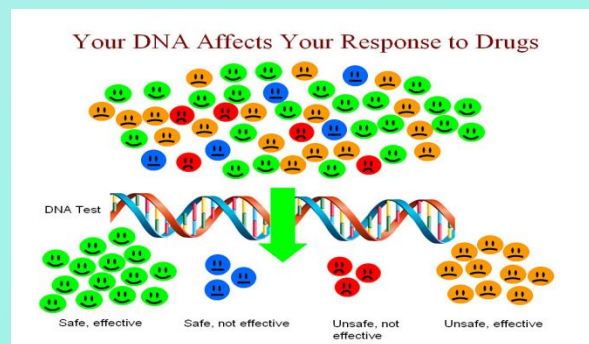 Your DNA Affects Your Response to Drugs
DNA Test
Safe, effective
Safe, not effective
Unsafe, not
effective
Unsafe, effective